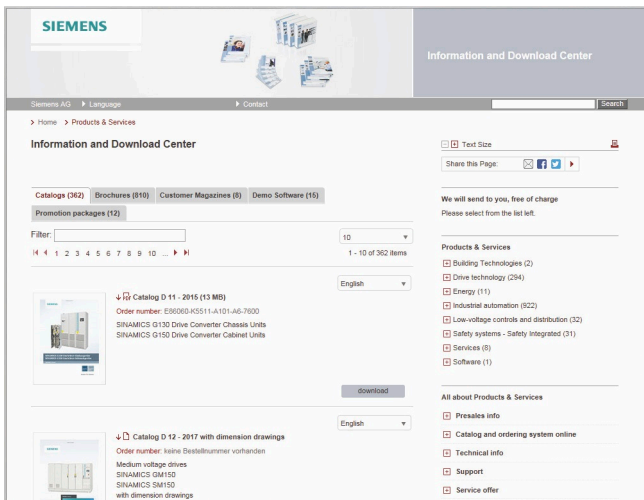 SIEMENS
Information and Download Center
Siemens AG Language Contact Search
Home Products & Services
Information and Download Center
Text Size
Share this Page:
Catalogs (362) Brochures (810) Customer Magazines (8) Demo Software (15)
Promotion packages (12)
We will send to you, free of charge
Please select from the list left.
Filter:
10
1 2 3 4 5 6 7 8 9 10 ...
1 - 10 of 362 items
Products & Services
Building Technologies (2)
Drive technology (294)
Energy (11)
Industrial automation (922)
Low-voltage controls and distribution (32)
Safety systems - Safety Integrated (31)
Services (8)
Software (1)
English
Catalog D 11 - 2015 (13 MB)
Order number: E86060-K5511-A101-A6-7600
SINAMICS G130 Drive Converter Chassis Units
SINAMICS G150 Drive Converter Cabinet Units
download
All about Products & Services
Presales info
Catalog and ordering system online
Technical info
Support
Service offer
English
Catalog D 12 - 2017 with dimension drawings
Order number: keine Bestellnummer vorhanden
Medium voltage drives
SINAMICS GM150
SINAMICS SM150
with dimension drawings